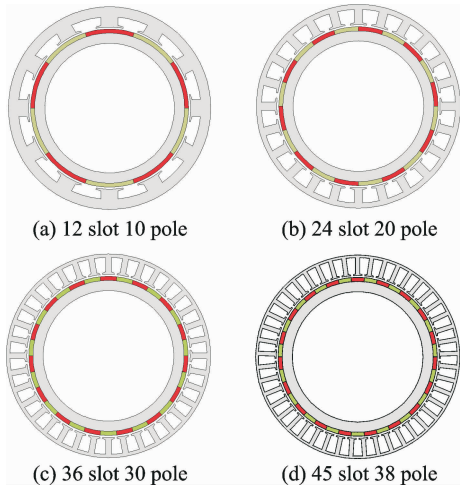 (a) 12 slot 10 pole
(b) 24 slot 20 pole
(c) 36 slot 30 pole
(d) 45 slot 38 pole